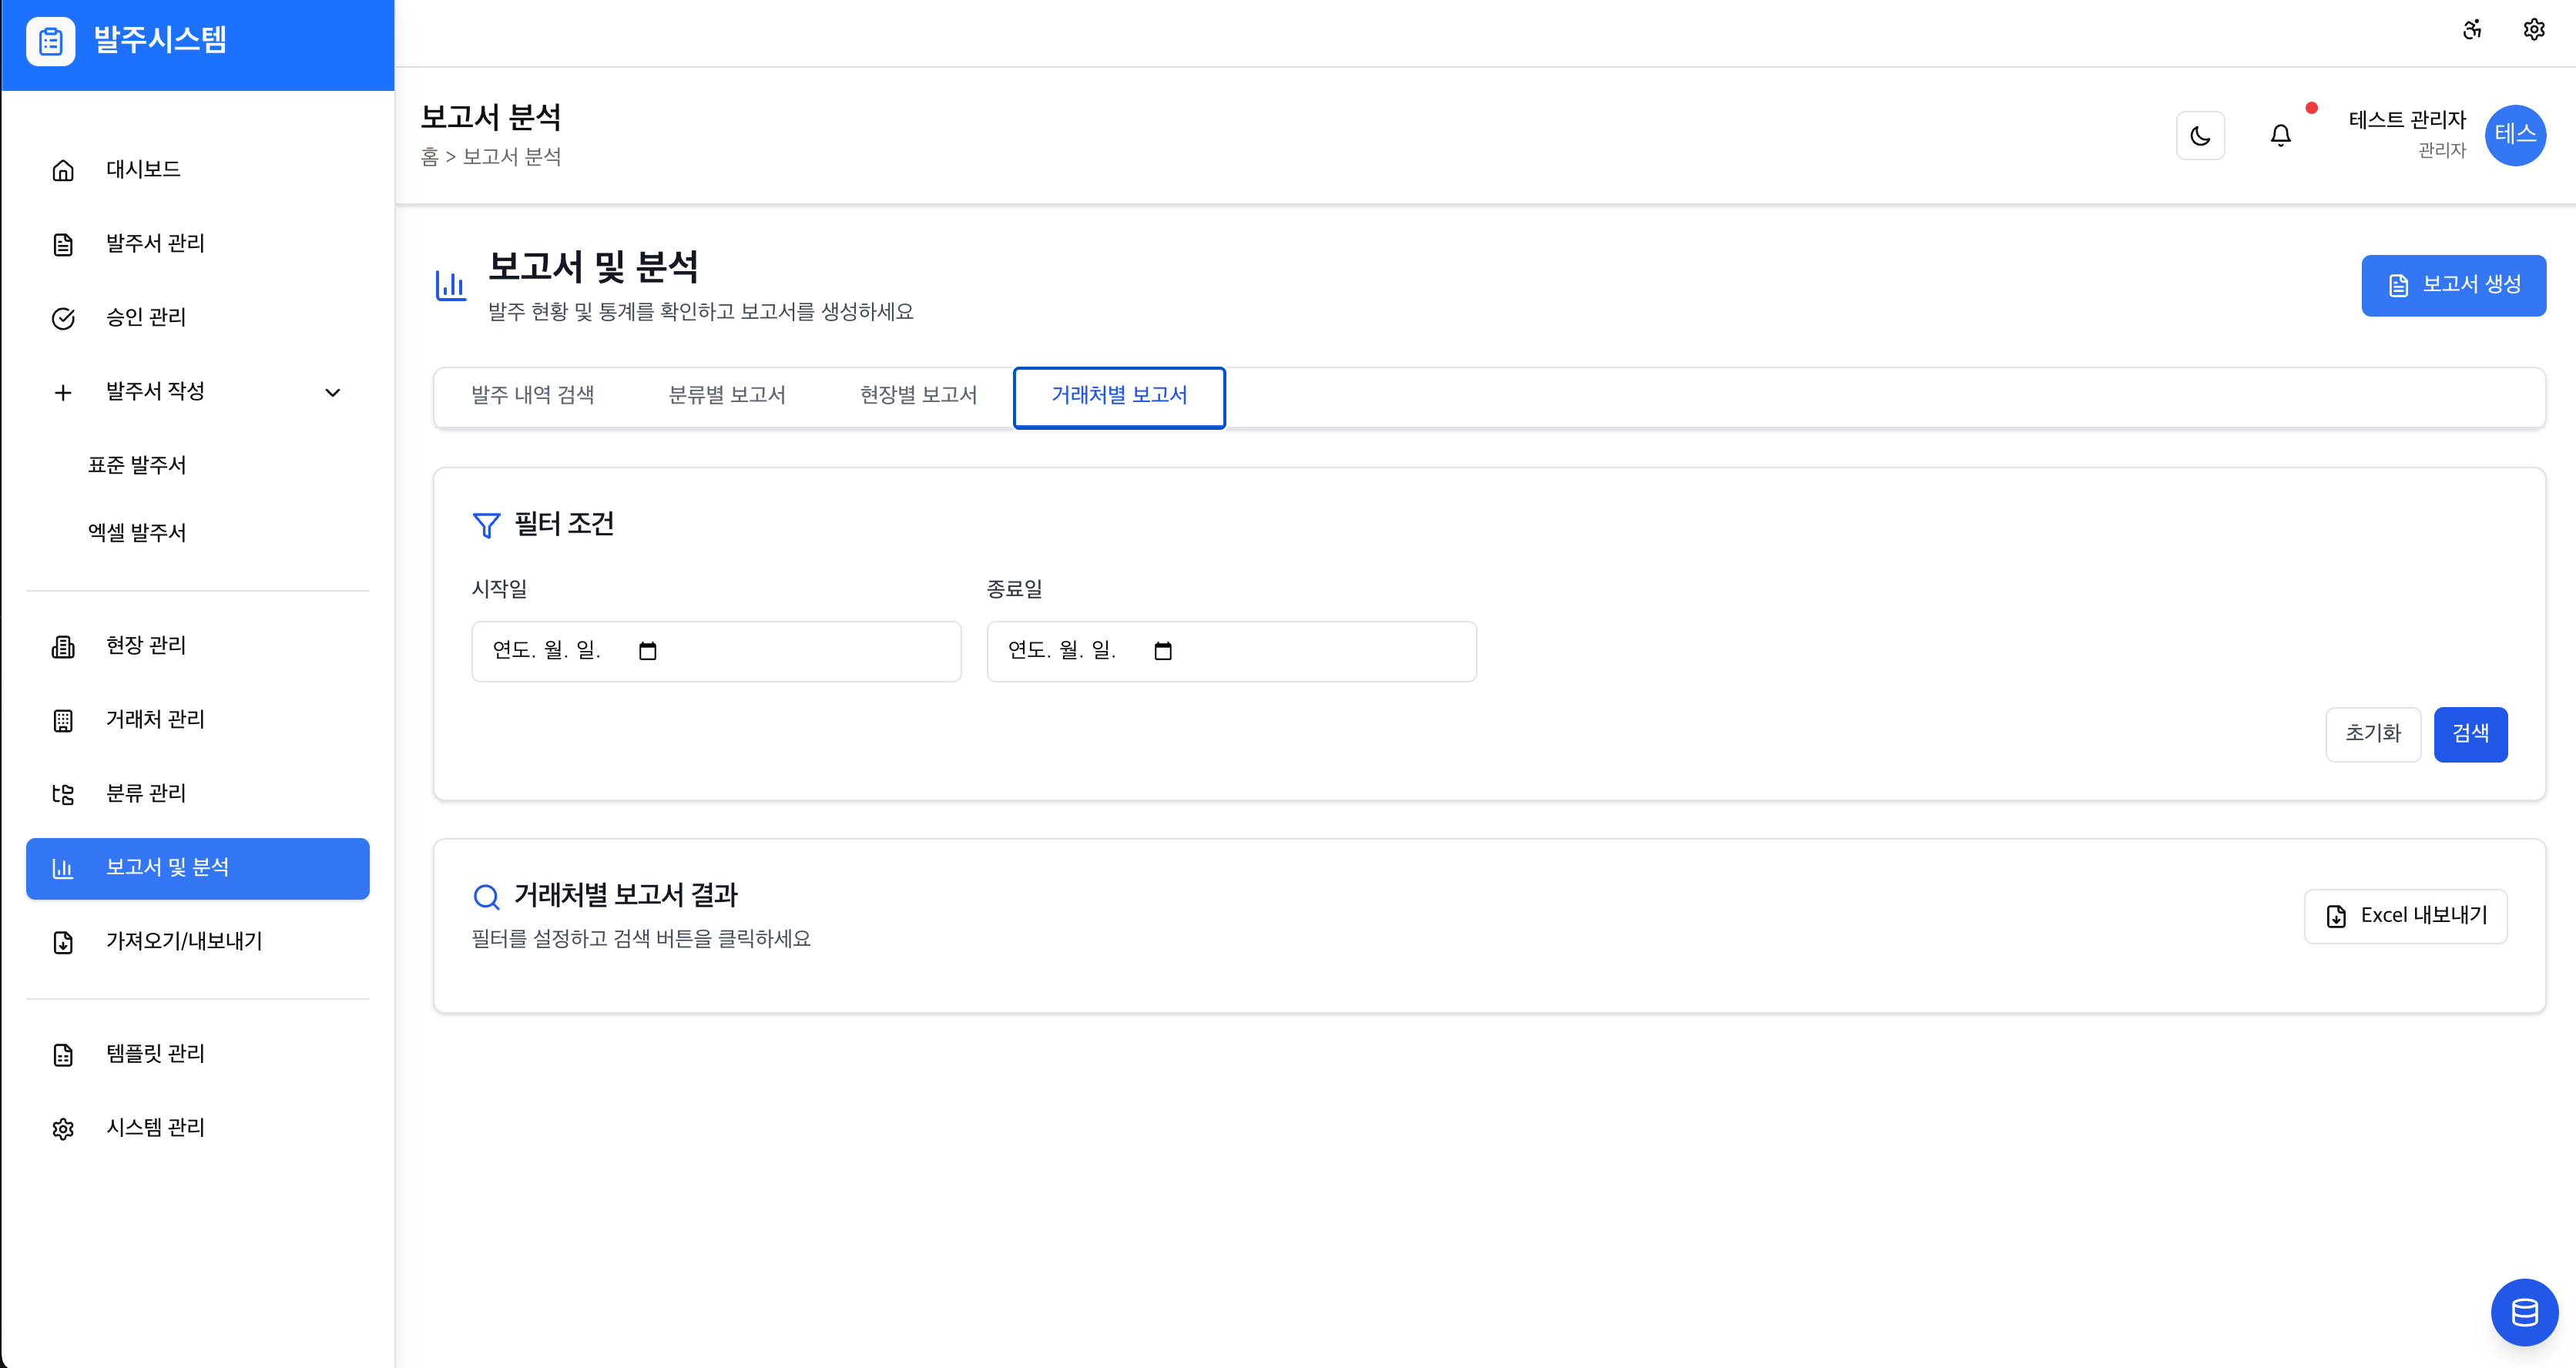 발주시스템
대시보드
발주서 관리
승인 관리
발주서 작성
표준 발주서
엑셀 발주서
현장 관리
거래처 관리
분류 관리
보고서 및 분석
가져오기/내보내기
템플릿 관리
시스템 관리
보고서 분석
홈 > 보고서 분석
테스트 관리자
관리자
테스
보고서 및 분석
발주 현황 및 통계를 확인하고 보고서를 생성하세요
보고서 생성
발주 내역 검색
분류별 보고서
현장별 보고서
거래처별 보고서
필터 조건
시작일
종료일
연도. 월. 일.
연도. 월. 일.
초기화
검색
거래처별 보고서 결과
필터를 설정하고 검색 버튼을 클릭하세요
Excel 내보내기